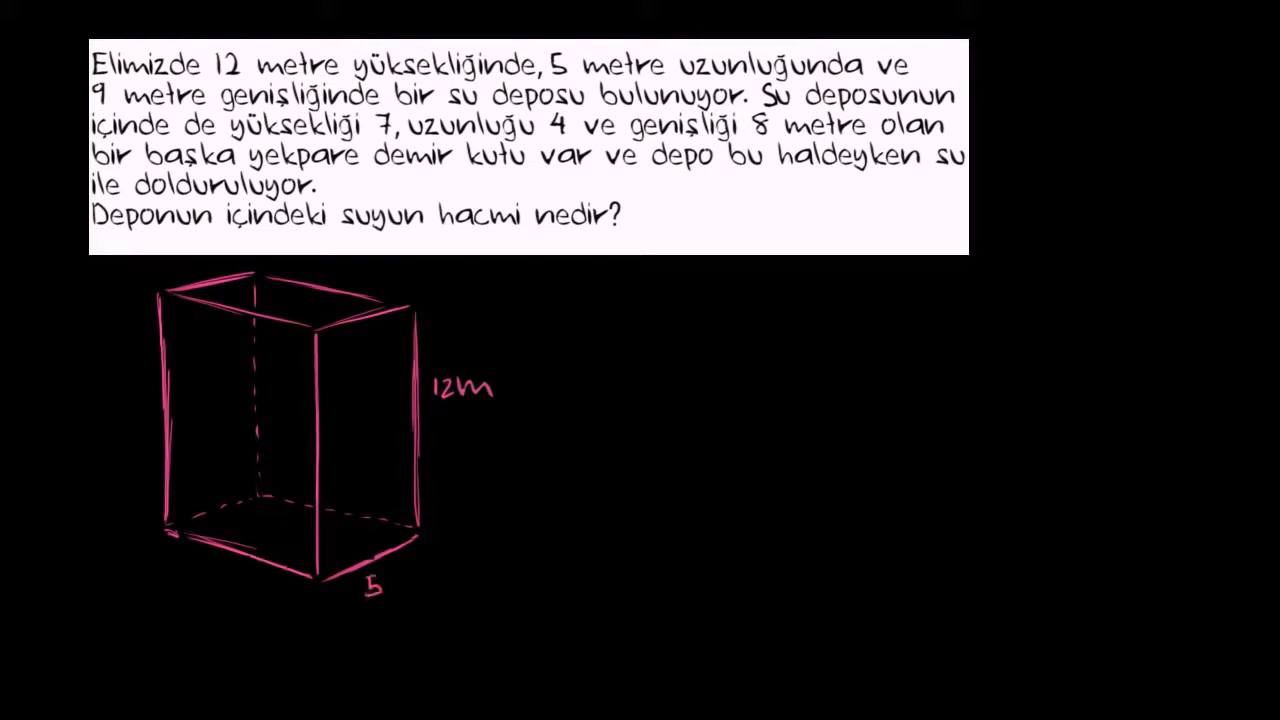 Elimizde 12 metre yüksekliğinde, 5 metre uzunluğunda ve
9 metre genişliğinde bir su deposu bulunuyor. Su deposunun
içinde de yüksekliği 7, uzunluğu 4 ve genişliği 8 metre olan
bir başka yekpare demir kutu var ve depo bu haldeyken su
ile dolduruluyor.
Deponun içindeki suyun hacmi nedir?
12m
5